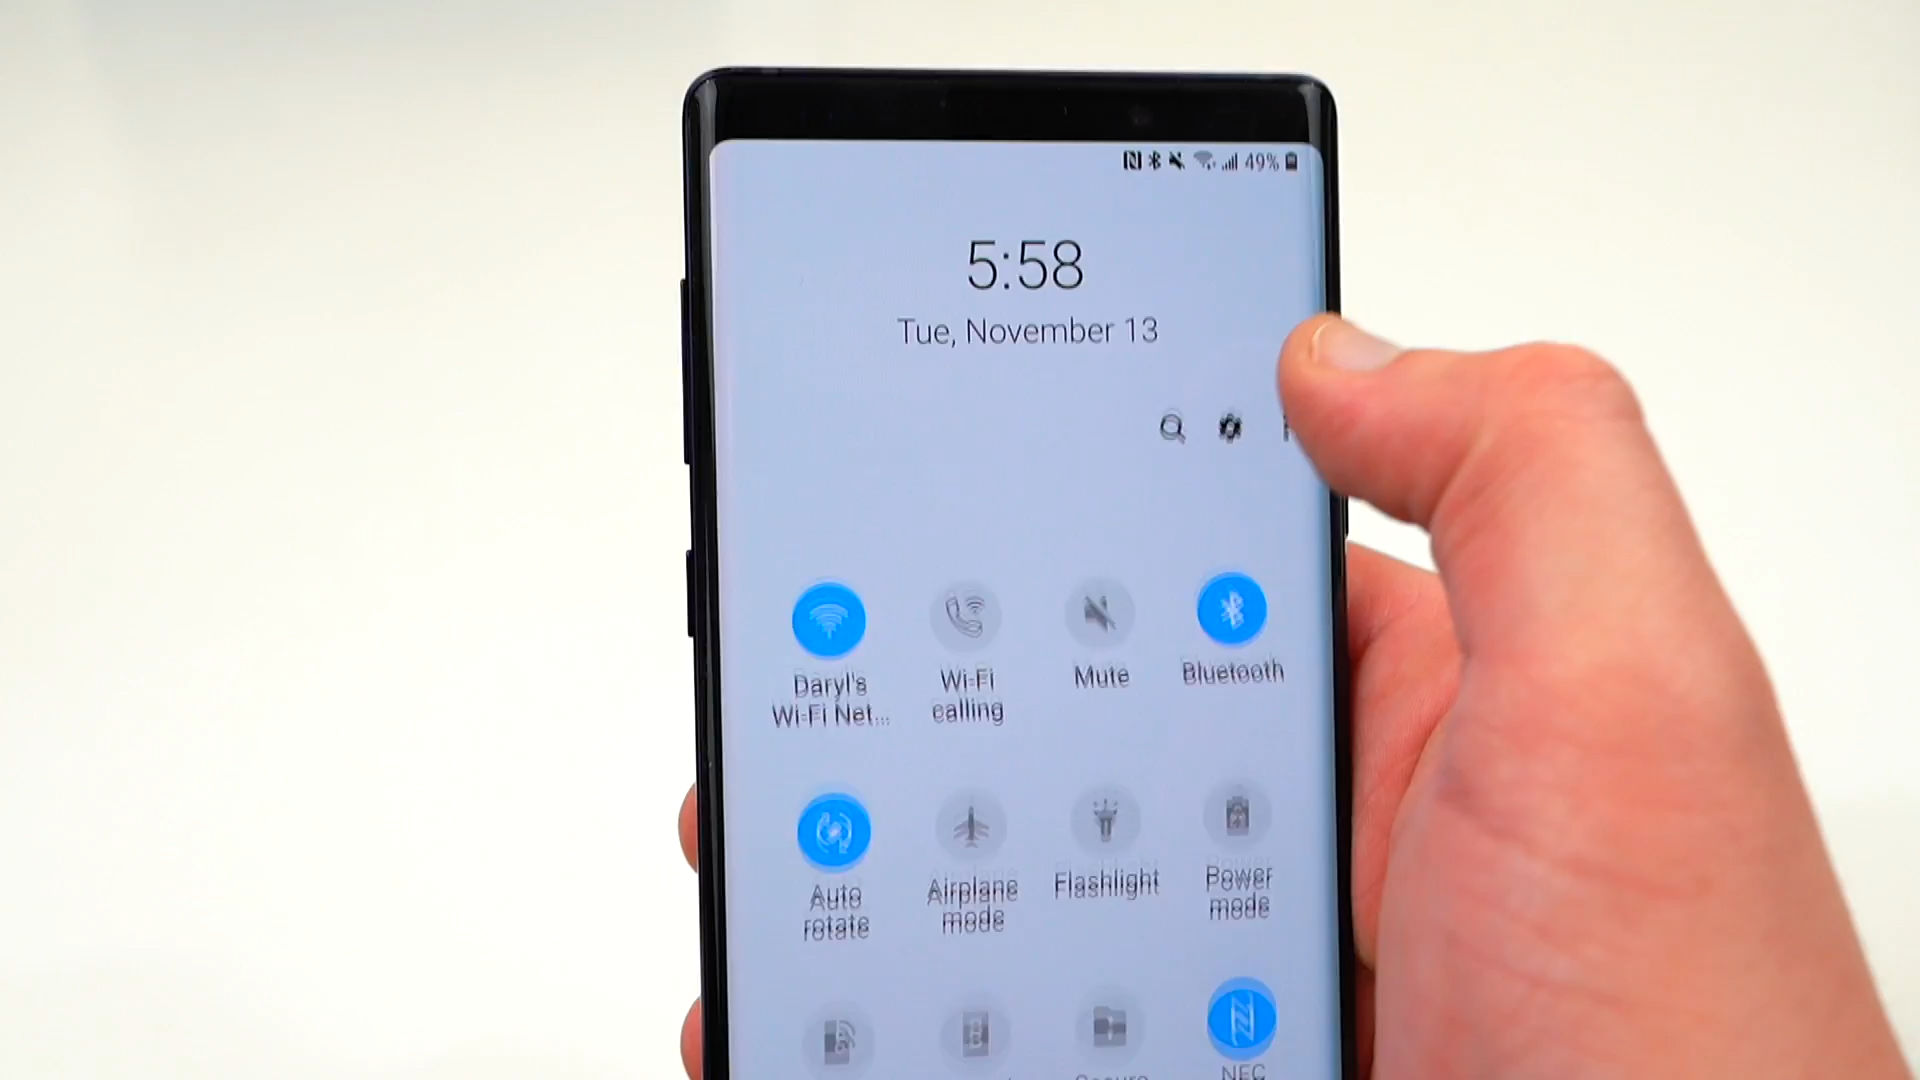 49%
5:58
Tue, November 13
Daryl's
Wi-Fi Net...
Wi-Fi
calling
Mute
Bluetooth
Auto
rotate
Airplane
mode
Flashlight
Power
mode
Secure
NFC